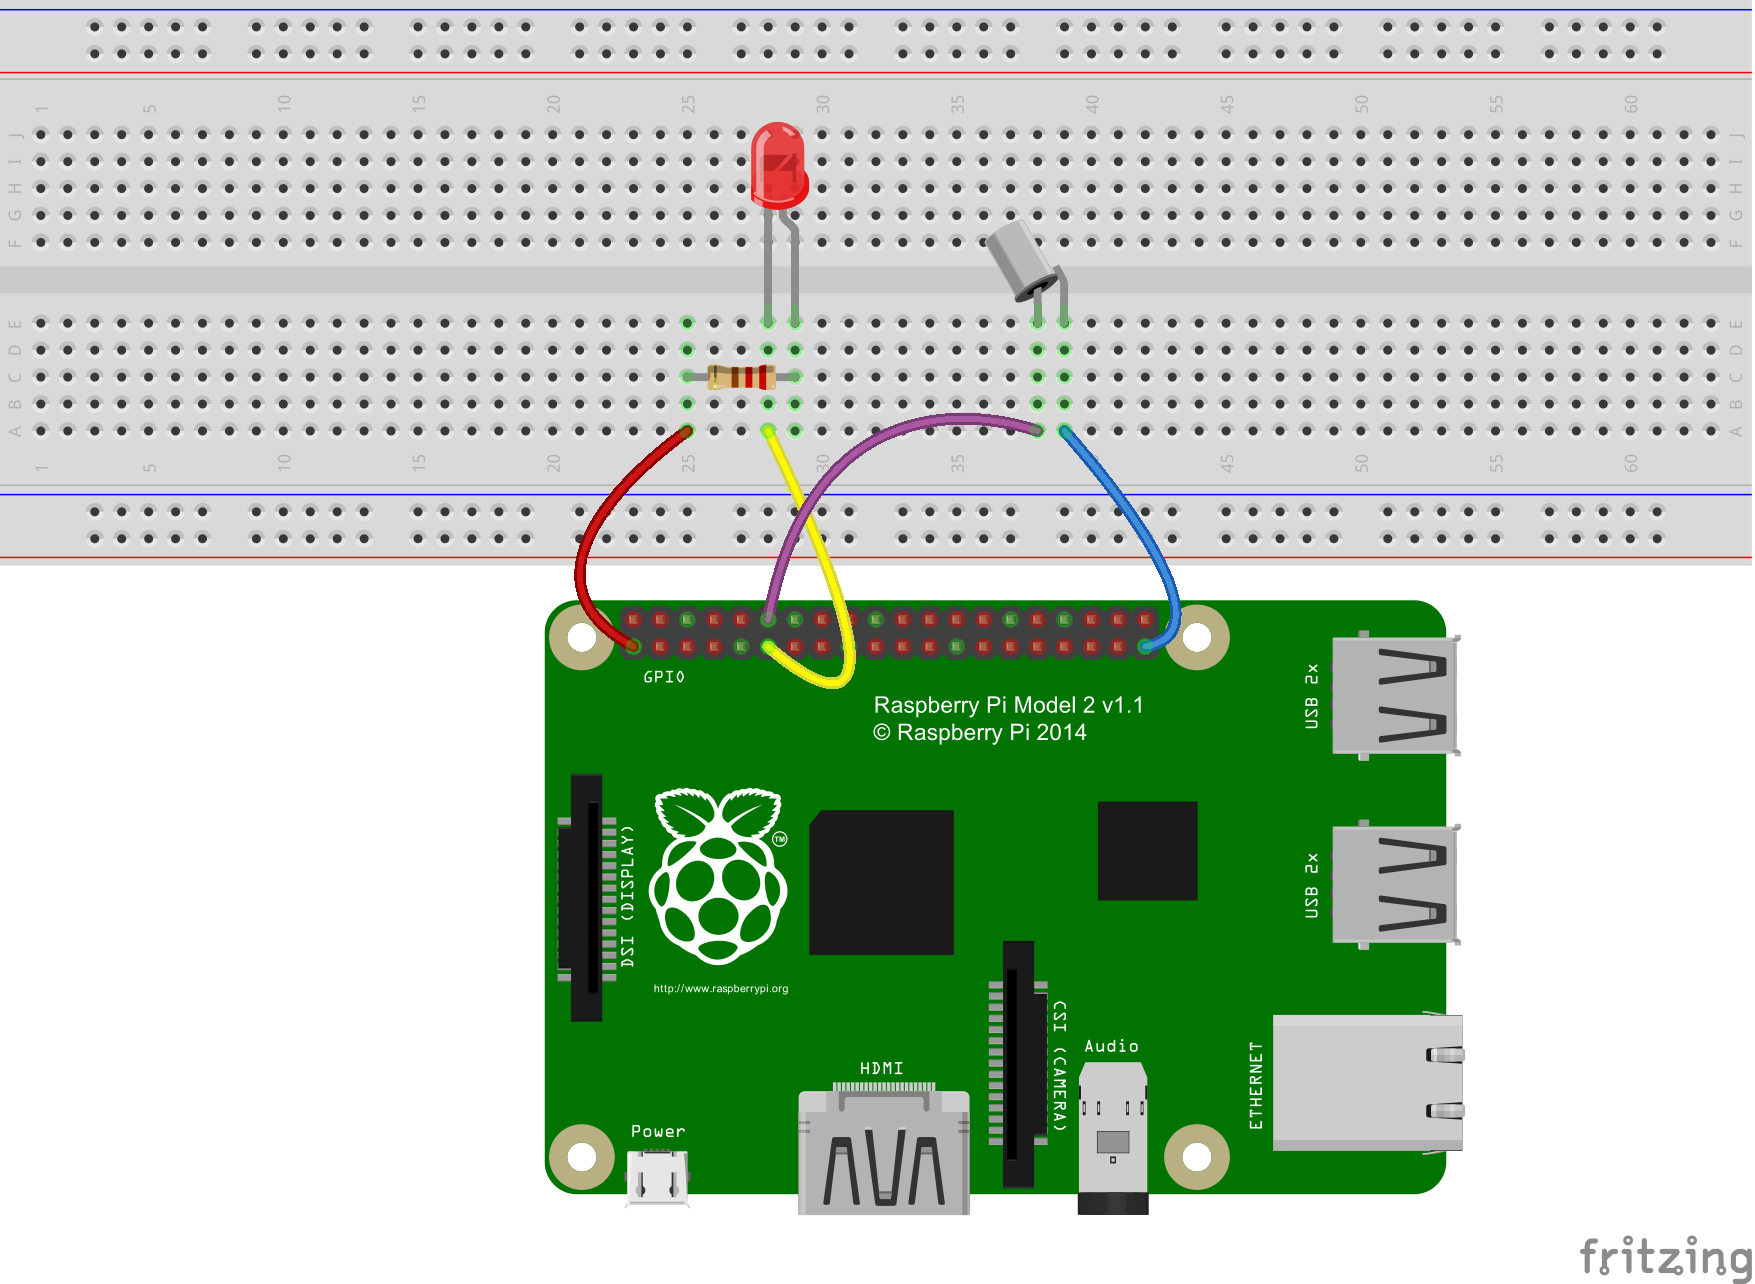 1 5 10 15 20 25 30 35 40 45 50 55 60
J J
I I
H H
G G
F F
E E
D D
C C
B B
A A
1 5 10 15 20 25 30 35 40 45 50 55 60
GPIO
Raspberry Pi Model 2 v1.1
© Raspberry Pi 2014
USB 2x
TM
DSI (DISPLAY)
USB 2x
http://www.raspberrypi.org
CSI (CAMERA)
Audio
ETHERNET
HDMI
Power
fritzing